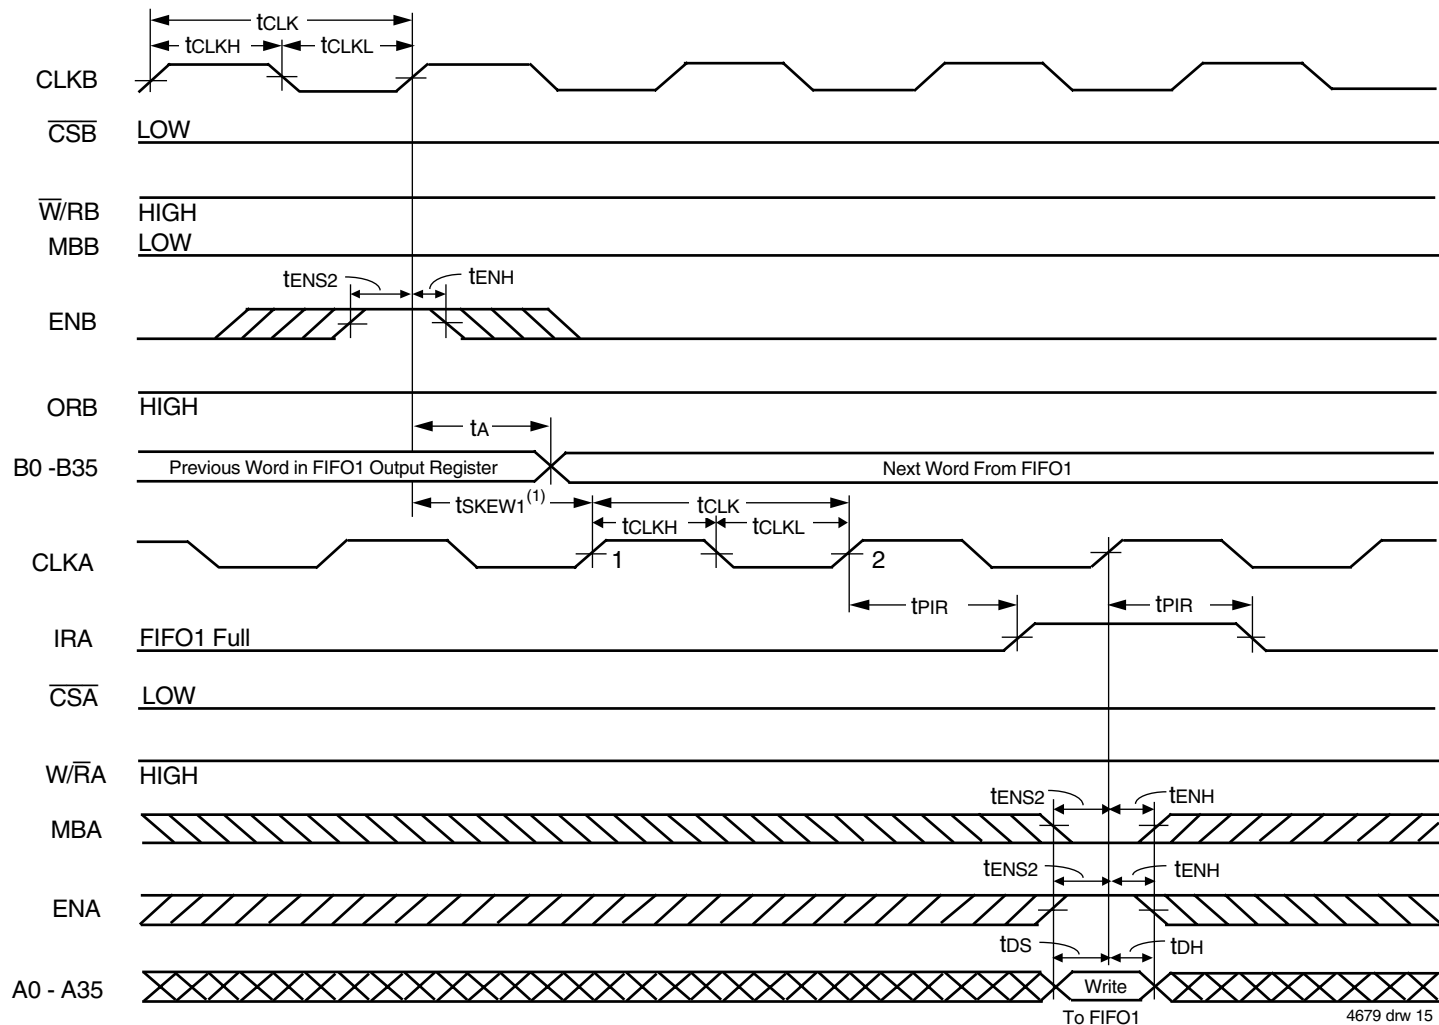 tCLK
tCLKH tCLKL
CLKB
CSB LOW
W/RB HIGH
MBB LOW
tENS2 tENH
ENB
ORB HIGH
tA
B0 -B35 Previous Word in FIFO1 Output Register Next Word From FIFO1
tSKEW1(1) tCLK
tCLKH tCLKL
CLKA 1 2
tPIR tPIR
IRA FIFO1 Full
CSA LOW
W/RA HIGH
tENS2 tENH
MBA
tENS2 tENH
ENA
tDS tDH
A0 - A35 Write
To FIFO1 4679 drw 15